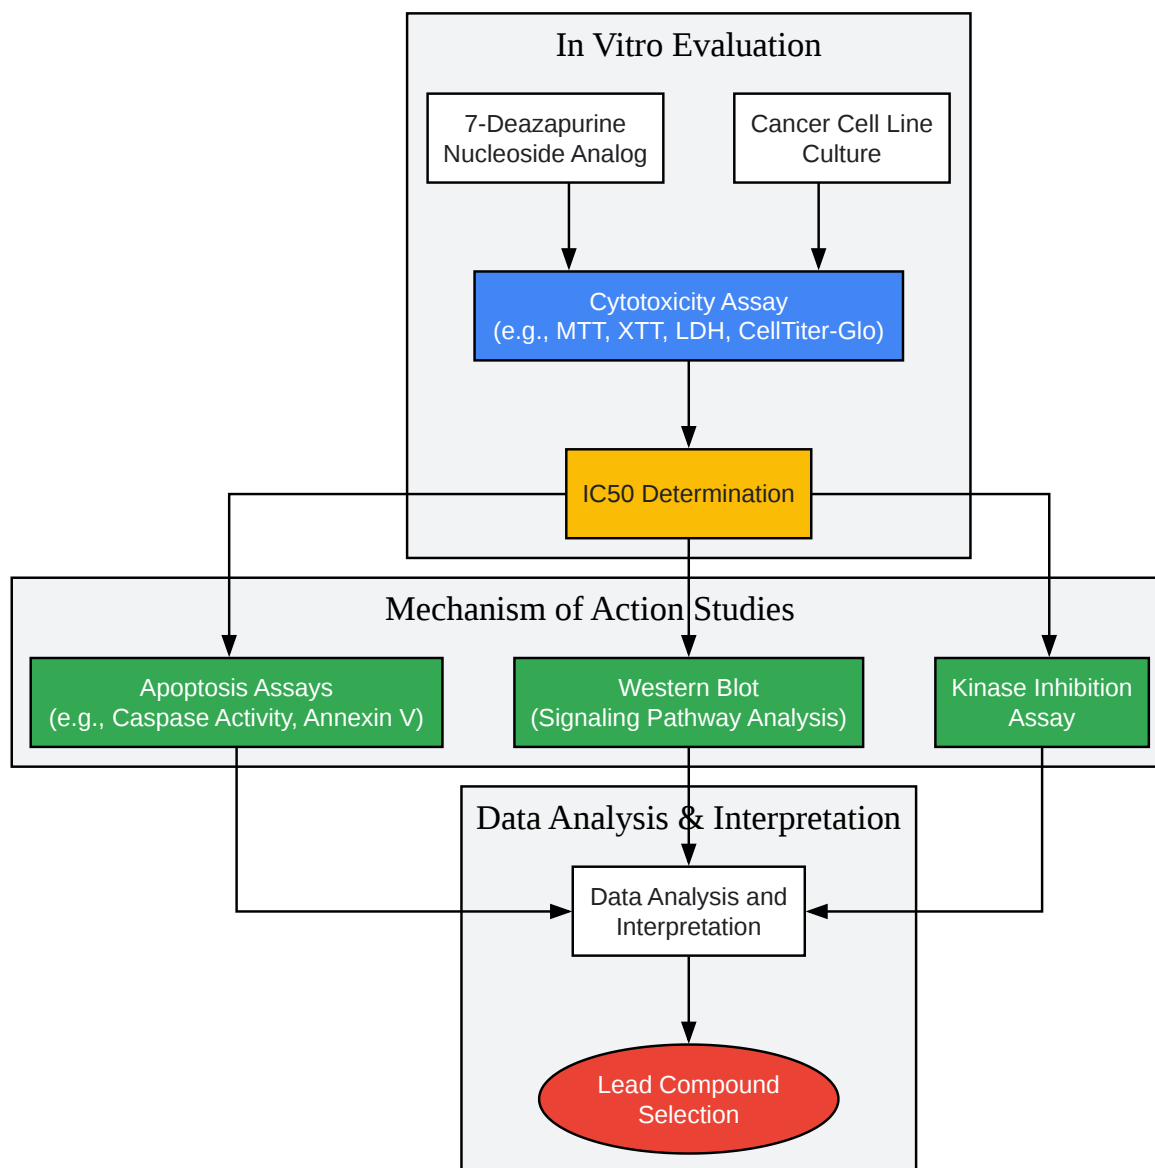 In Vitro Evaluation
7-Deazapurine
Nucleoside Analog
Cancer Cell Line
Culture
Cytotoxicity Assay
(e.g., MTT, XTT, LDH, CellTiter-Glo)
IC50 Determination
Mechanism of Action Studies
Apoptosis Assays
(e.g., Caspase Activity, Annexin V)
Western Blot
(Signaling Pathway Analysis)
Kinase Inhibition
Assay
Data Analysis & Interpretation
Data Analysis and
Interpretation
Lead Compound
Selection